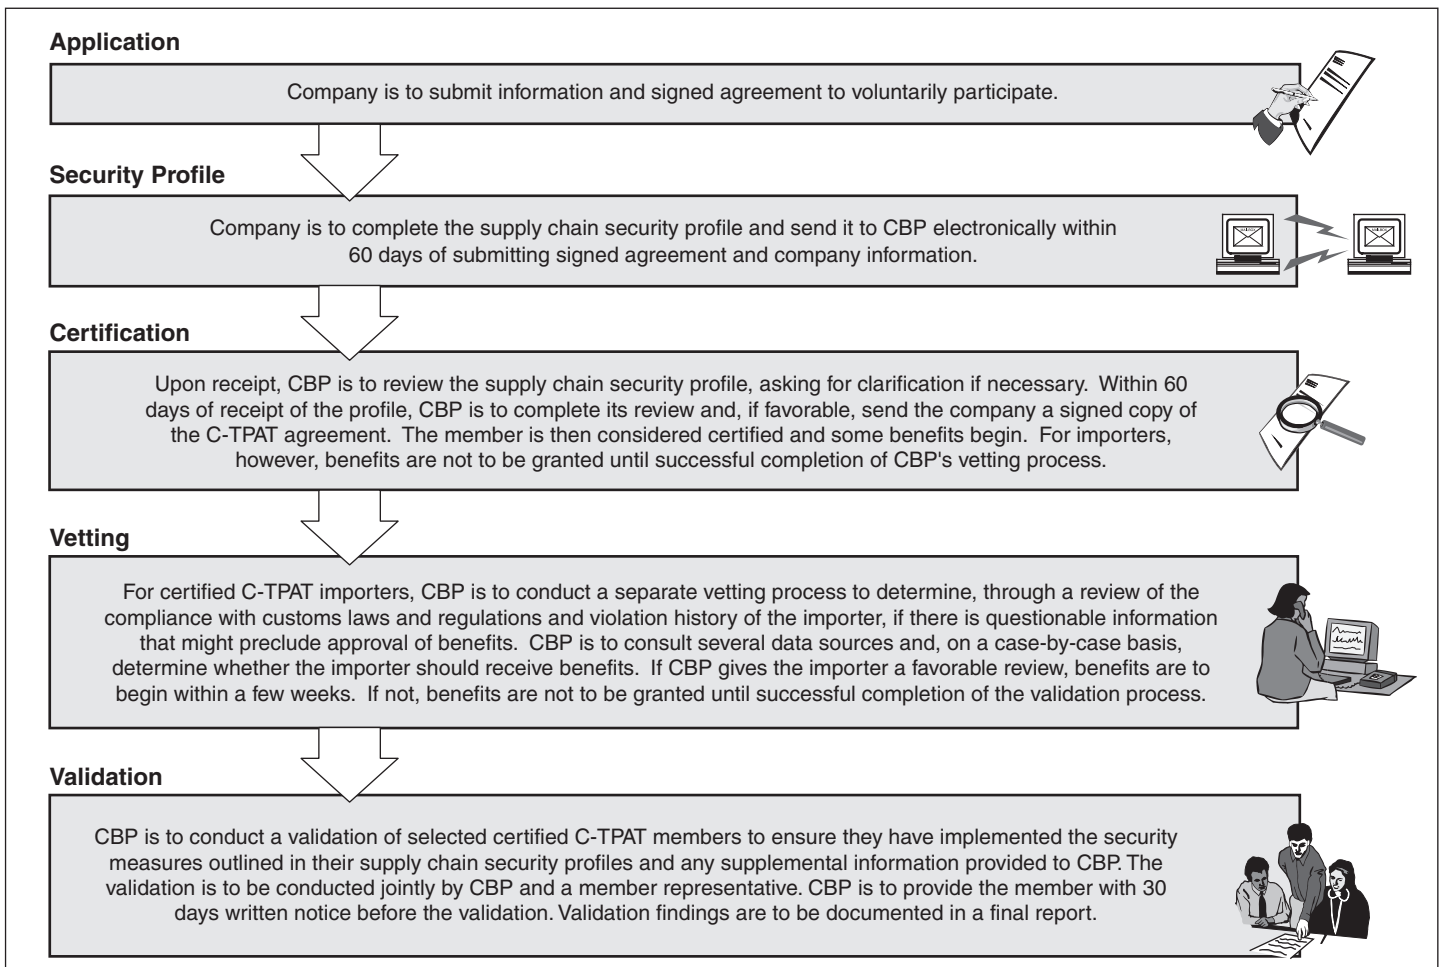 Application
Company is to submit information and signed agreement to voluntarily participate.
Security Profile
Company is to complete the supply chain security profile and send it to CBP electronically within
60 days of submitting signed agreement and company information.
Certification
Upon receipt, CBP is to review the supply chain security profile, asking for clarification if necessary. Within 60
days of receipt of the profile, CBP is to complete its review and, if favorable, send the company a signed copy of
the C-TPAT agreement. The member is then considered certified and some benefits begin. For importers,
however, benefits are not to be granted until successful completion of CBP's vetting process.
Vetting
For certified C-TPAT importers, CBP is to conduct a separate vetting process to determine, through a review of the
compliance with customs laws and regulations and violation history of the importer, if there is questionable information
that might preclude approval of benefits. CBP is to consult several data sources and, on a case-by-case basis,
determine whether the importer should receive benefits. If CBP gives the importer a favorable review, benefits are to
begin within a few weeks. If not, benefits are not to be granted until successful completion of the validation process.
Validation
CBP is to conduct a validation of selected certified C-TPAT members to ensure they have implemented the security
measures outlined in their supply chain security profiles and any supplemental information provided to CBP. The
validation is to be conducted jointly by CBP and a member representative. CBP is to provide the member with 30
days written notice before the validation. Validation findings are to be documented in a final report.